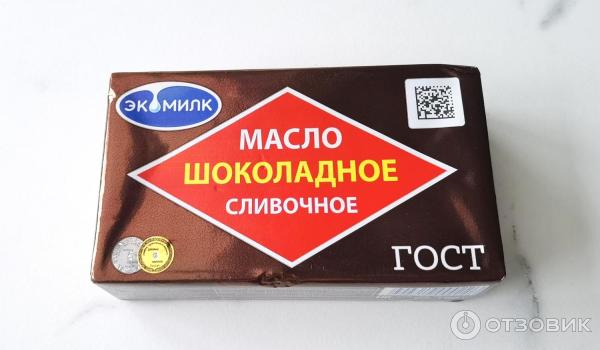 ЭКОМИЛК
МАСЛО
ШОКОЛАДНОЕ
СЛИВОЧНОЕ
ГОСТ
ОТЗОВИК